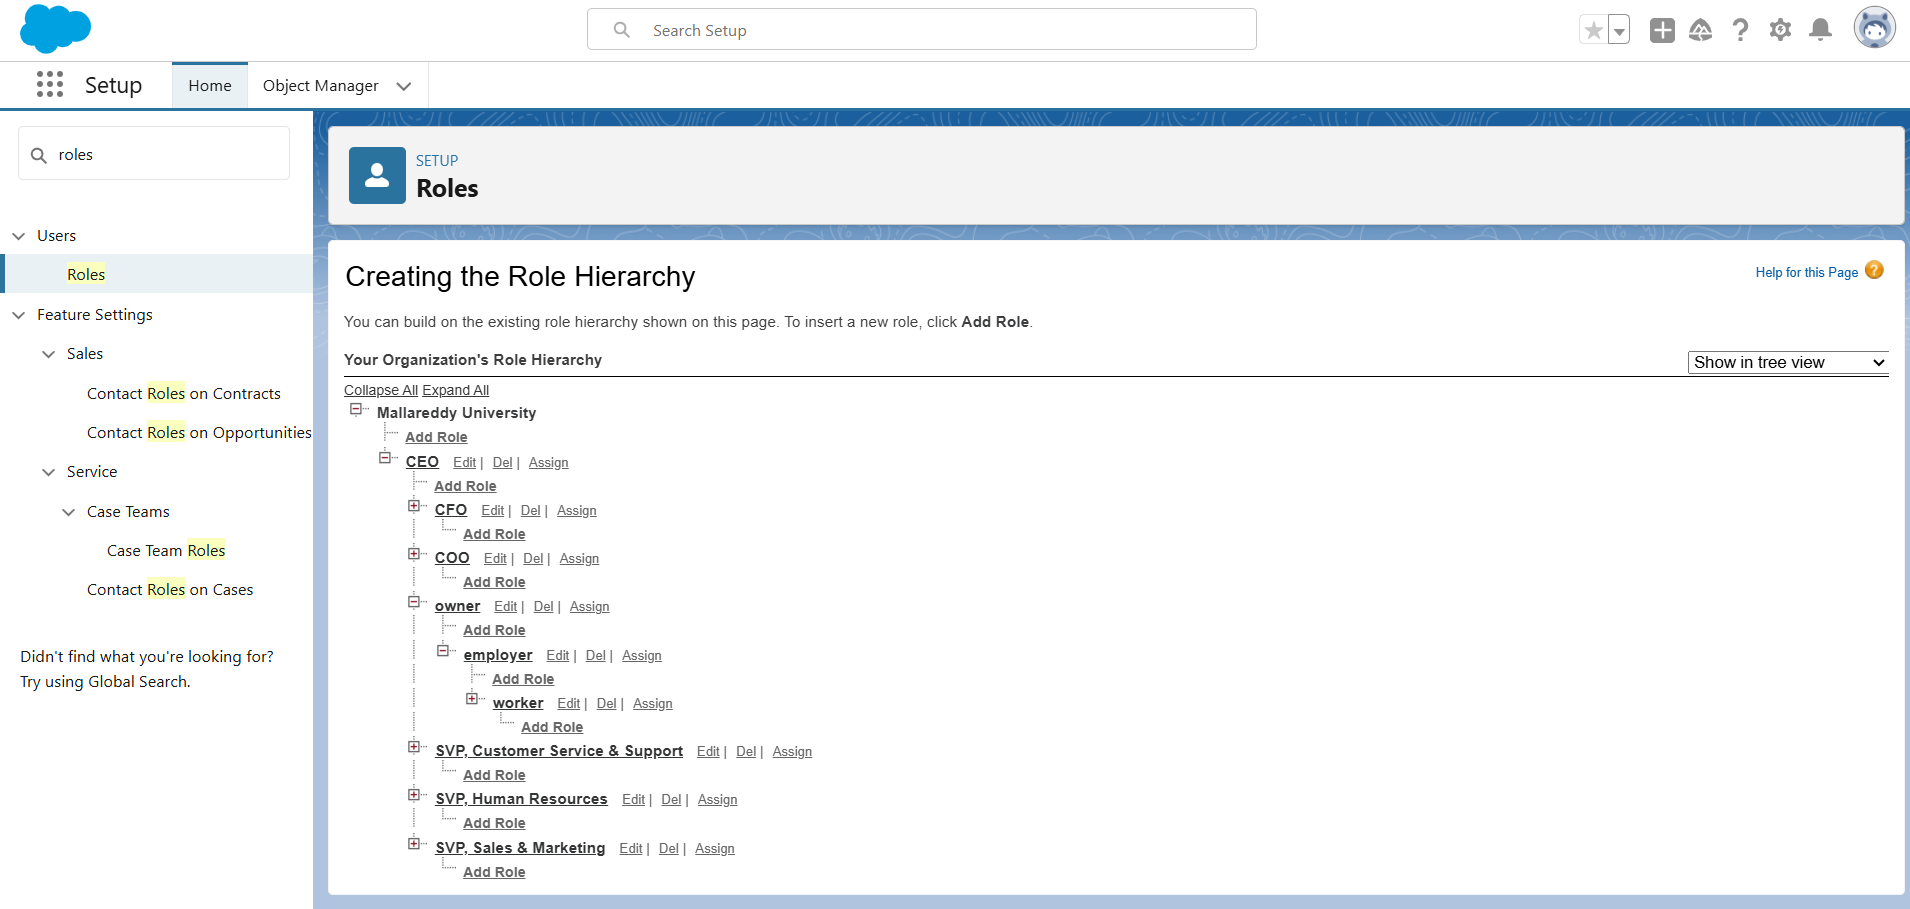 Search Setup
Setup
Home
Object Manager
roles
Users
Roles
Feature Settings
Sales
Contact Roles on Contracts
Contact Roles on Opportunities
Service
Case Teams
Case Team Roles
Contact Roles on Cases
Didn't find what you're looking for?
Try using Global Search.
SETUP
Roles
Creating the Role Hierarchy
Help for this Page ?
You can build on the existing role hierarchy shown on this page. To insert a new role, click Add Role.
Your Organization's Role Hierarchy
Show in tree view
Collapse All Expand All
Mallareddy University
Add Role
CEO Edit | Del | Assign
Add Role
CFO Edit | Del | Assign
Add Role
COO Edit | Del | Assign
Add Role
owner Edit | Del | Assign
Add Role
employer Edit | Del | Assign
Add Role
worker Edit | Del | Assign
Add Role
SVP, Customer Service & Support Edit | Del | Assign
Add Role
SVP, Human Resources Edit | Del | Assign
Add Role
SVP, Sales & Marketing Edit | Del | Assign
Add Role